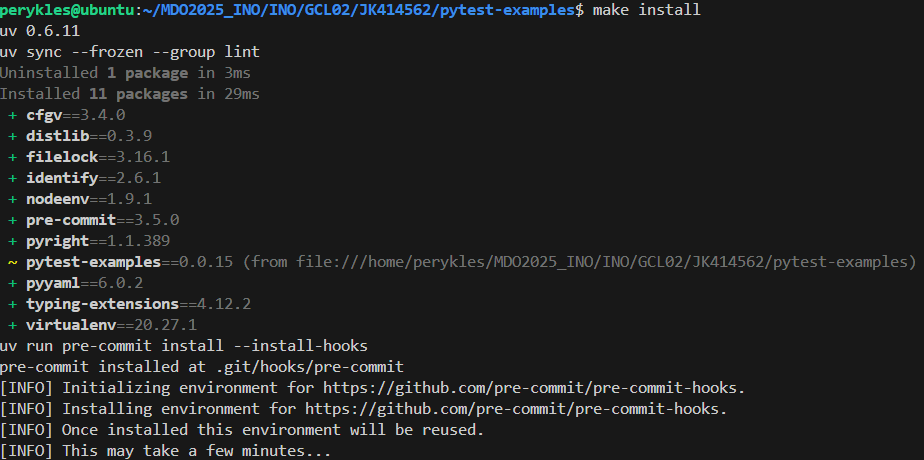 perykles@ubuntu:~/MDO2025_INO/INO/GCL02/JK414562/pytest-examples$ make install
uv 0.6.11
uv sync --frozen --group lint
Uninstalled 1 package in 3ms
Installed 11 packages in 29ms
+ cfgv==3.4.0
+ distlib==0.3.9
+ filelock==3.16.1
+ identify==2.6.1
+ nodeenv==1.9.1
+ pre-commit==3.5.0
+ pyright==1.1.389
~ pytest-examples==0.0.15 (from file:///home/perykles/MDO2025_INO/INO/GCL02/JK414562/pytest-examples)
+ pyyaml==6.0.2
+ typing-extensions==4.12.2
+ virtualenv==20.27.1
uv run pre-commit install --install-hooks
pre-commit installed at .git/hooks/pre-commit
[INFO] Initializing environment for https://github.com/pre-commit/pre-commit-hooks.
[INFO] Installing environment for https://github.com/pre-commit/pre-commit-hooks.
[INFO] Once installed this environment will be reused.
[INFO] This may take a few minutes...